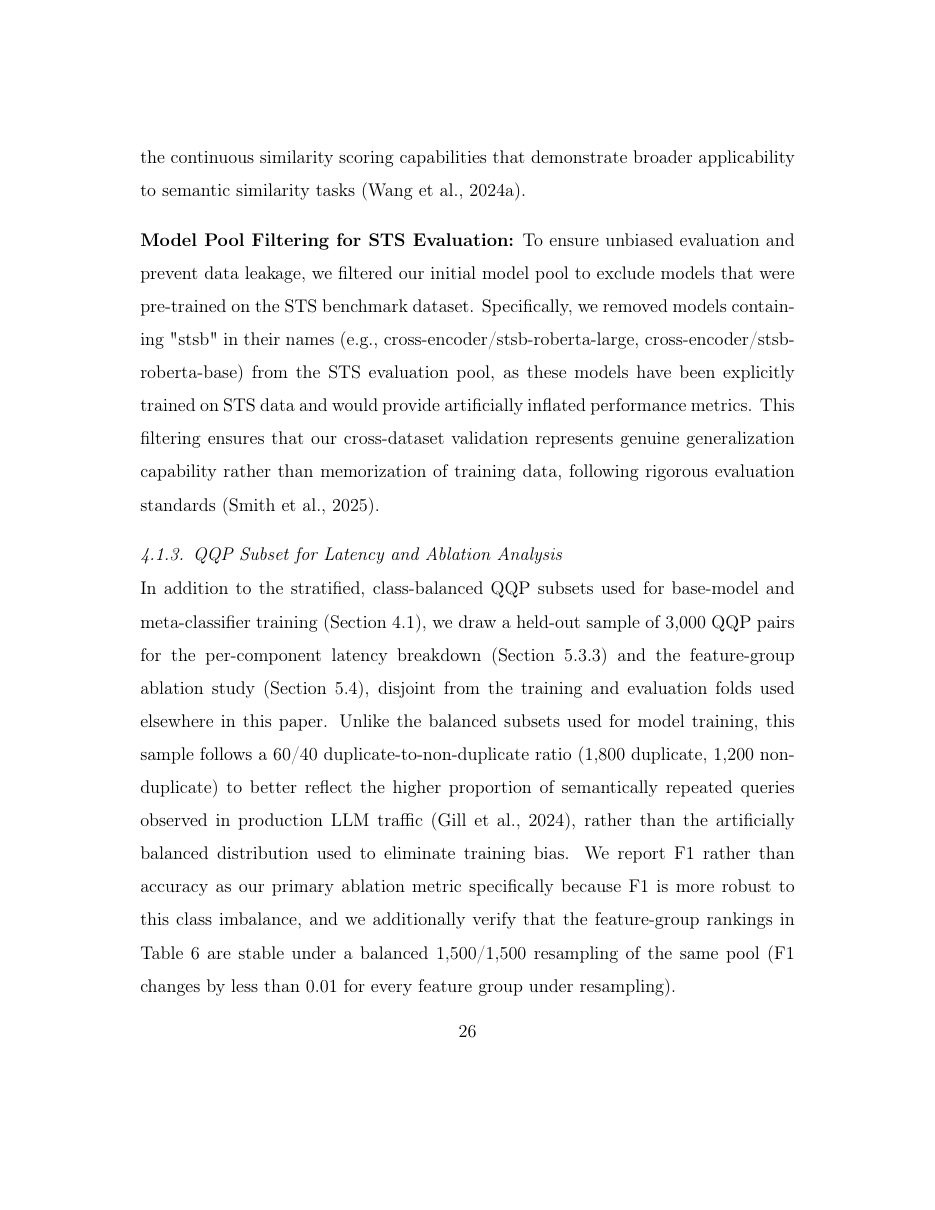 the continuous similarity scoring capabilities that demonstrate broader applicability
to semantic similarity tasks (Wang et al., 2024a).
Model Pool Filtering for STS Evaluation: To ensure unbiased evaluation and
prevent data leakage, we filtered our initial model pool to exclude models that were
pre-trained on the STS benchmark dataset. Specifically, we removed models contain-
ing "stsb" in their names (e.g., cross-encoder/stsb-roberta-large, cross-encoder/stsb-
roberta-base) from the STS evaluation pool, as these models have been explicitly
trained on STS data and would provide artificially inflated performance metrics. This
filtering ensures that our cross-dataset validation represents genuine generalization
capability rather than memorization of training data, following rigorous evaluation
standards (Smith et al., 2025).
4.1.3. QQP Subset for Latency and Ablation Analysis
In addition to the stratified, class-balanced QQP subsets used for base-model and
meta-classifier training (Section 4.1), we draw a held-out sample of 3,000 QQP pairs
for the per-component latency breakdown (Section 5.3.3) and the feature-group
ablation study (Section 5.4), disjoint from the training and evaluation folds used
elsewhere in this paper. Unlike the balanced subsets used for model training, this
sample follows a 60/40 duplicate-to-non-duplicate ratio (1,800 duplicate, 1,200 non-
duplicate) to better reflect the higher proportion of semantically repeated queries
observed in production LLM traffic (Gill et al., 2024), rather than the artificially
balanced distribution used to eliminate training bias. We report F1 rather than
accuracy as our primary ablation metric specifically because F1 is more robust to
this class imbalance, and we additionally verify that the feature-group rankings in
Table 6 are stable under a balanced 1,500/1,500 resampling of the same pool (F1
changes by less than 0.01 for every feature group under resampling).
26